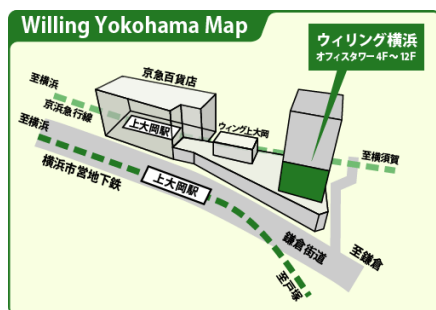 Willing Yokohama Map
ウィリング横浜
オフィスタワー4F〜12F
京急百貨店
至横浜
京浜急行線
至横浜
上大岡駅
ウィング上大岡
至横須賀
横浜市営地下鉄
上大岡駅
鎌倉街道
至鎌倉
至戸塚